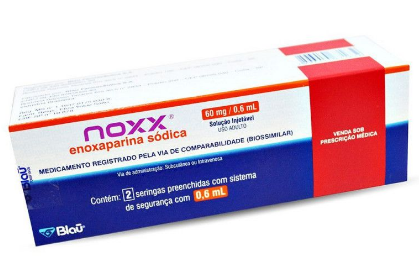 noxx®
enoxaparina sódica
60 mg / 0.6 mL
Solução Injetável
USO ADULTO
MEDICAMENTO REGISTRADO PELA VIA DE COMPARABILIDADE (BIOSSIMILAR)
Via de administração: Subcutânea ou Intravenosa
Contém: 2 seringas preenchidas com sistema
de segurança com 0.6 mL
VENDA SOB
PRESCRIÇÃO MÉDICA
Blaū
Blaū